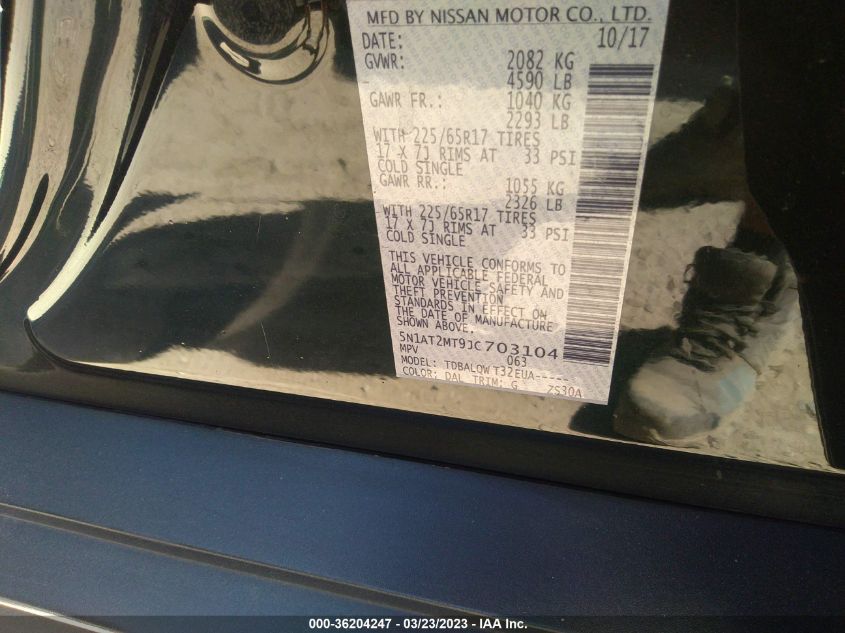 MFD BY NISSAN MOTOR CO., LTD.
DATE: 10/17
GVWR: 2082 KG
4590 LB
GAWR FR.: 1040 KG
2293 LB
WITH 225/65R17 TIRES
17 X 7J RIMS AT 33 PSI
COLD SINGLE
GAWR RR.: 1055 KG
2326 LB
WITH 225/65R17 TIRES
17 X 7J RIMS AT 33 PSI
COLD SINGLE
THIS VEHICLE CONFORMS TO
ALL APPLICABLE FEDERAL
MOTOR VEHICLE SAFETY AND
THEFT PREVENTION
STANDARDS IN EFFECT ON
THE DATE OF MANUFACTURE
SHOWN ABOVE.
5N1AT2MT9JC703104
MPV 063
MODEL: TDBALQW T32EUA-----
COLOR: DAL TRIM: G ZS30A
000-36204247 - 03/23/2023 - IAA Inc.